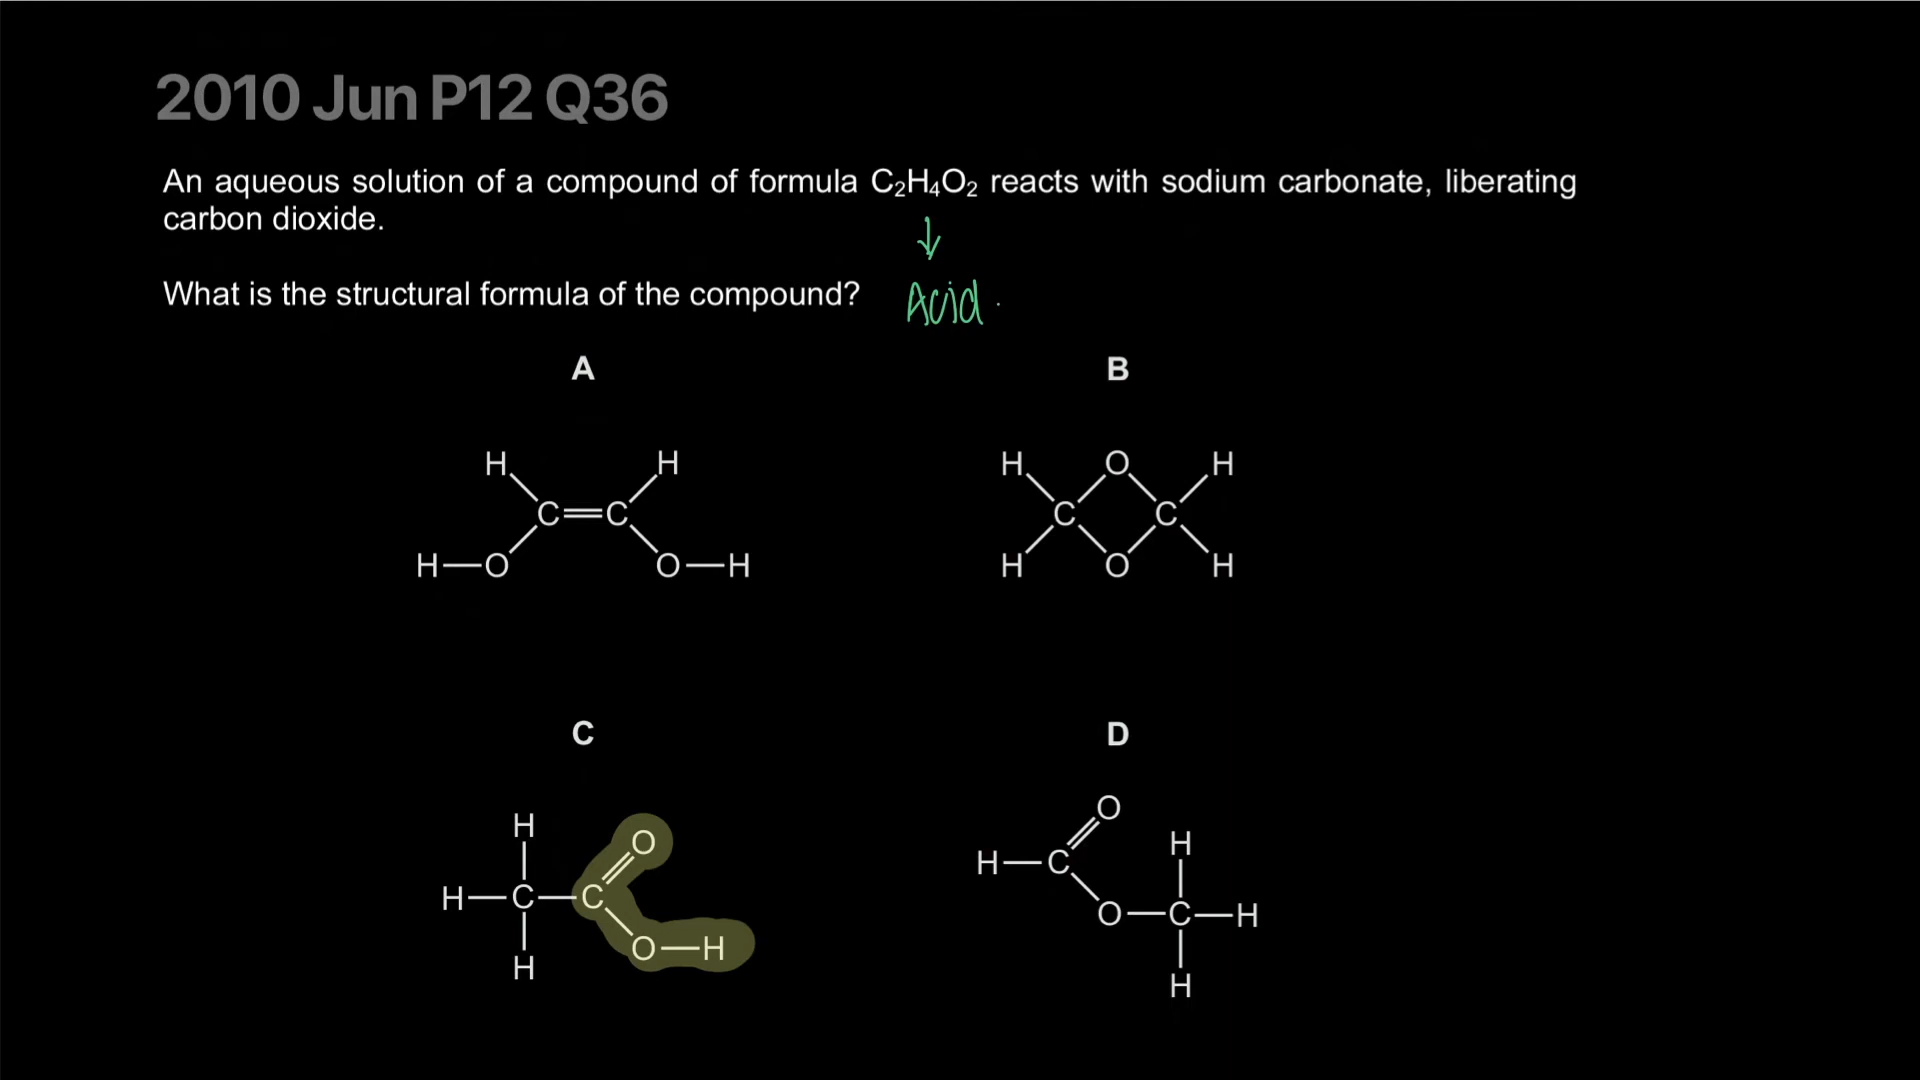 2010 Jun P12 Q36
An aqueous solution of a compound of formula C₂H₄O₂ reacts with sodium carbonate, liberating
carbon dioxide.
What is the structural formula of the compound?
Acid
A
B
H H
C=C
H—O O—H
H O H
C C
H O H
C
D
H O
H—C—C
O—H
H
O
H—C H
O—C—H
H